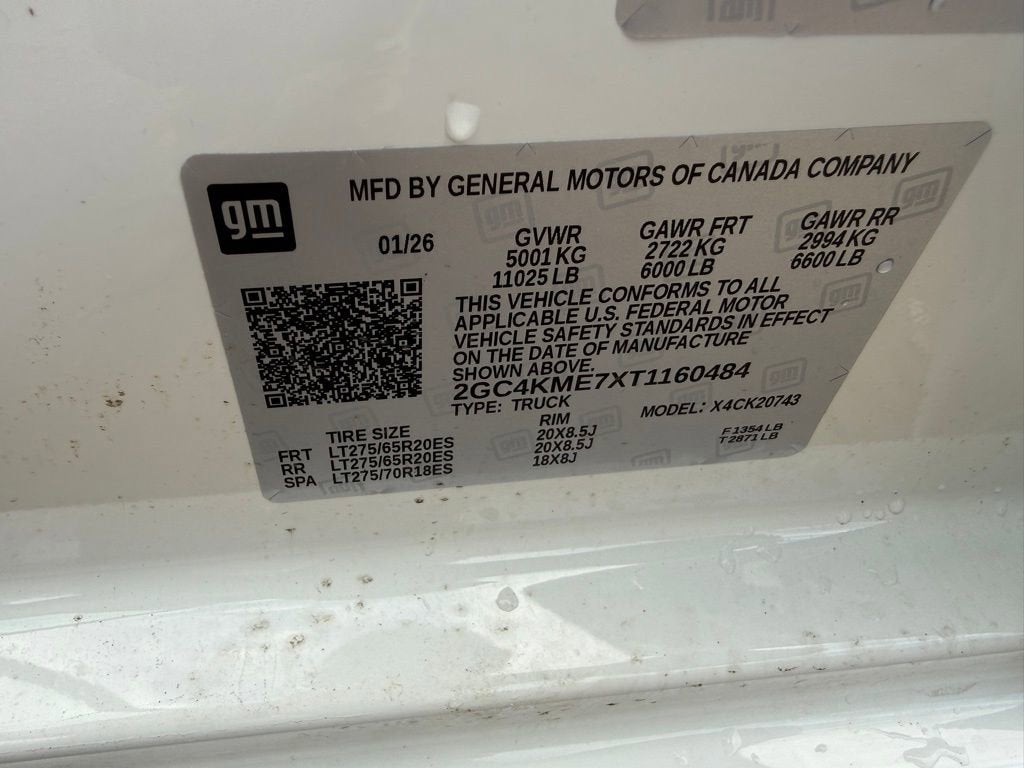 gm
MFD BY GENERAL MOTORS OF CANADA COMPANY
01/26
GVWR GAWR FRT GAWR RR
5001 KG 2722 KG 2994 KG
11025 LB 6000 LB 6600 LB
THIS VEHICLE CONFORMS TO ALL
APPLICABLE U.S. FEDERAL MOTOR
VEHICLE SAFETY STANDARDS IN EFFECT
ON THE DATE OF MANUFACTURE
SHOWN ABOVE.
2GC4KME7XT1160484
TYPE: TRUCK MODEL: X4CK20743
TIRE SIZE RIM
FRT LT275/65R20ES 20X8.5J F 1354 LB
RR LT275/65R20ES 20X8.5J T 2871 LB
SPA LT275/70R18ES 18X8J